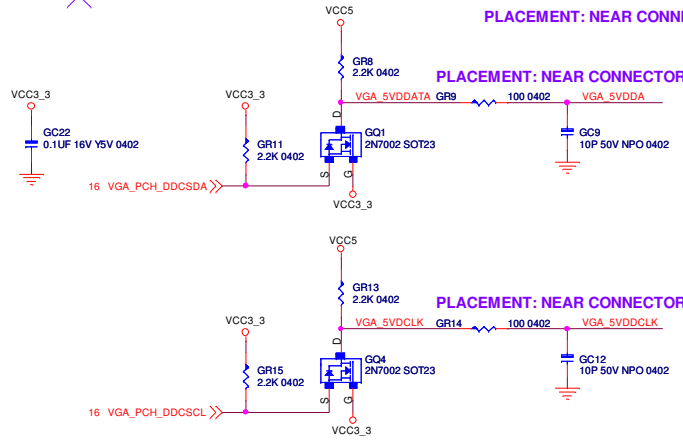 VCC5
PLACEMENT: NEAR CONN
GR8
2.2K 0402
PLACEMENT: NEAR CONNECTOR
VCC3_3
VCC3_3
VGA_5VDDATA GR9 100 0402 VGA_5VDDA
D
GC22
0.1UF 16V Y5V 0402
GR11
2.2K 0402
GQ1
2N7002 SOT23
GC9
10P 50V NPO 0402
S G
16 VGA_PCH_DDCSDA
VCC3_3
VCC5
GR13
2.2K 0402
PLACEMENT: NEAR CONNECTOR
VCC3_3
VGA_5VDCLK GR14 100 0402 VGA_5VDDCLK
D
GR15
2.2K 0402
GQ4
2N7002 SOT23
GC12
10P 50V NPO 0402
S G
16 VGA_PCH_DDCSCL
VCC3_3